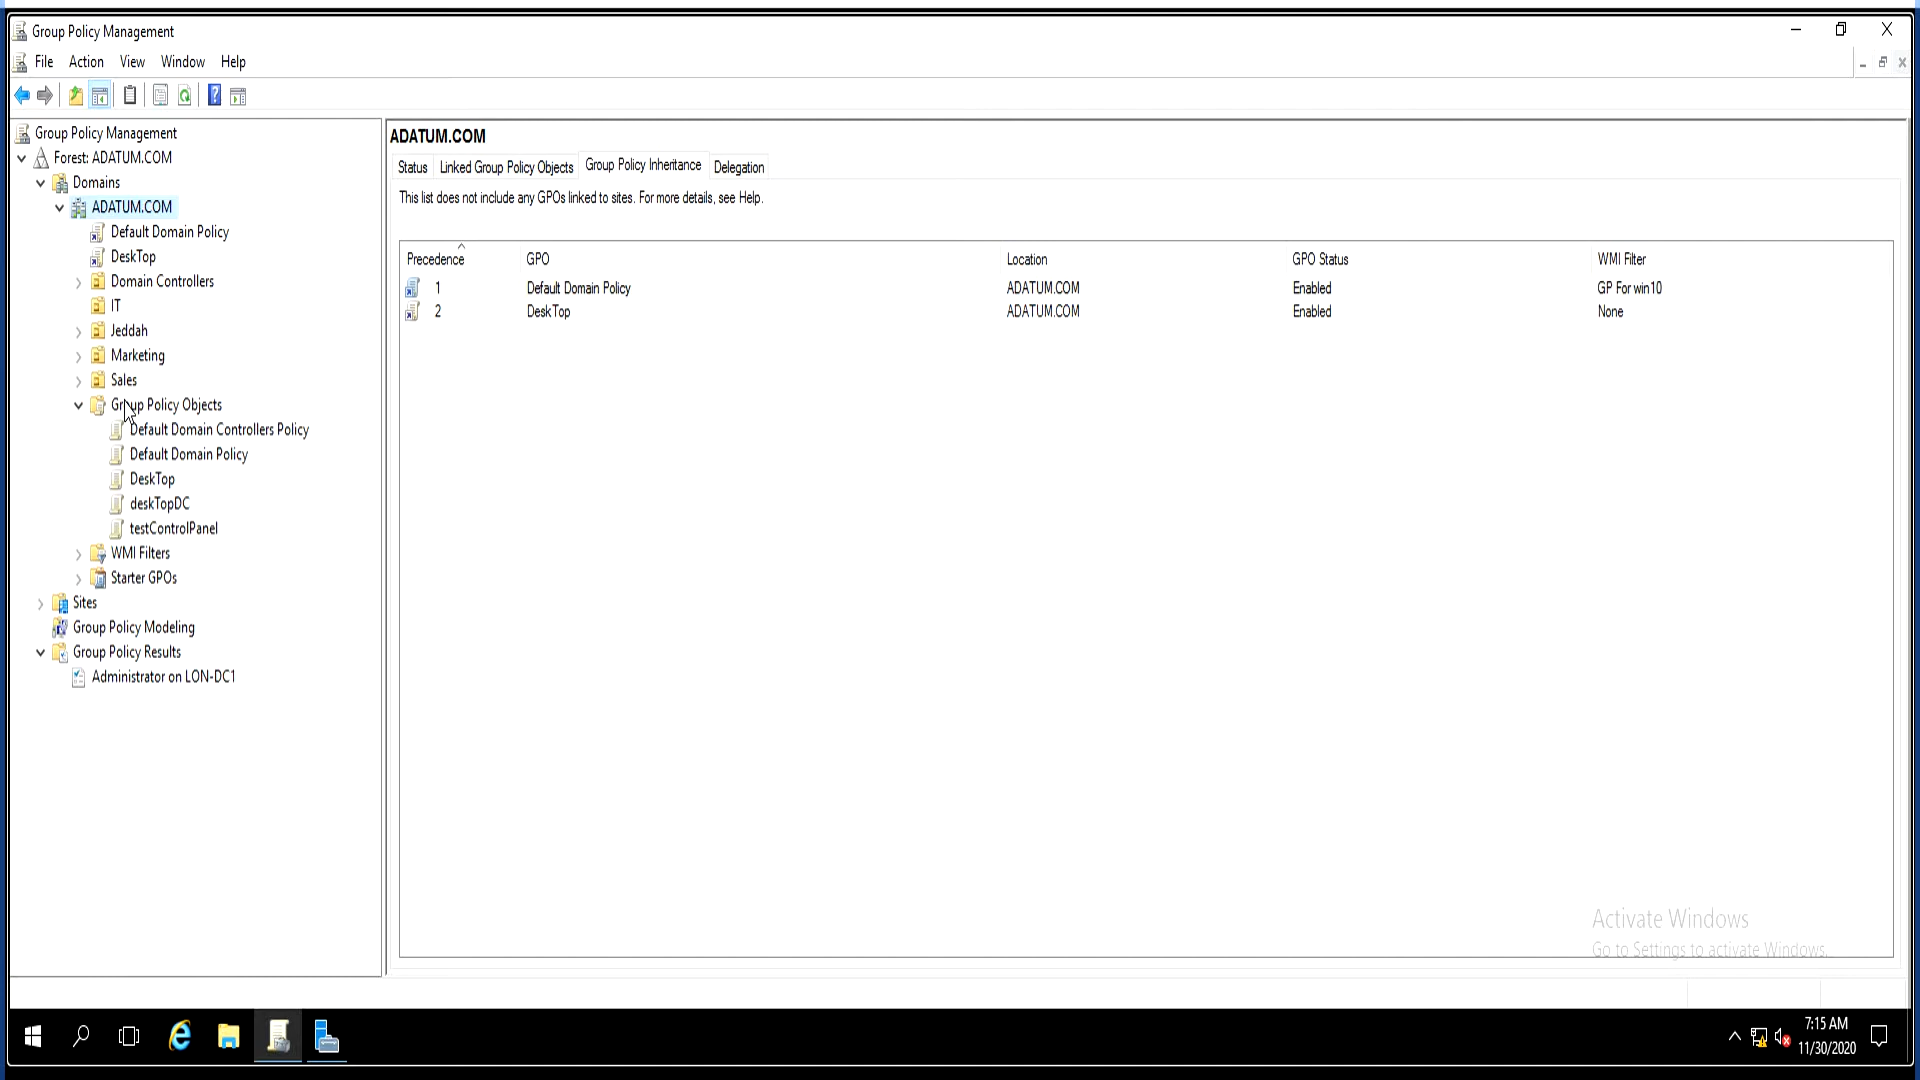 Group Policy Management
File Action View Window Help
Group Policy Management
Forest: ADATUM.COM
Domains
ADATUM.COM
Default Domain Policy
DeskTop
Domain Controllers
IT
Jeddah
Marketing
Sales
Group Policy Objects
Default Domain Controllers Policy
Default Domain Policy
DeskTop
deskTopDC
testControlPanel
WMI Filters
Starter GPOs
Sites
Group Policy Modeling
Group Policy Results
Administrator on LON-DC1
ADATUM.COM
Status Linked Group Policy Objects Group Policy Inheritance Delegation
This list does not include any GPOs linked to sites. For more details, see Help.
Precedence GPO Location GPO Status WMI Filter
1 Default Domain Policy ADATUM.COM Enabled GP For win10
2 DeskTop ADATUM.COM Enabled None
Activate Windows
Go to Settings to activate Windows.
7:15 AM
11/30/2020